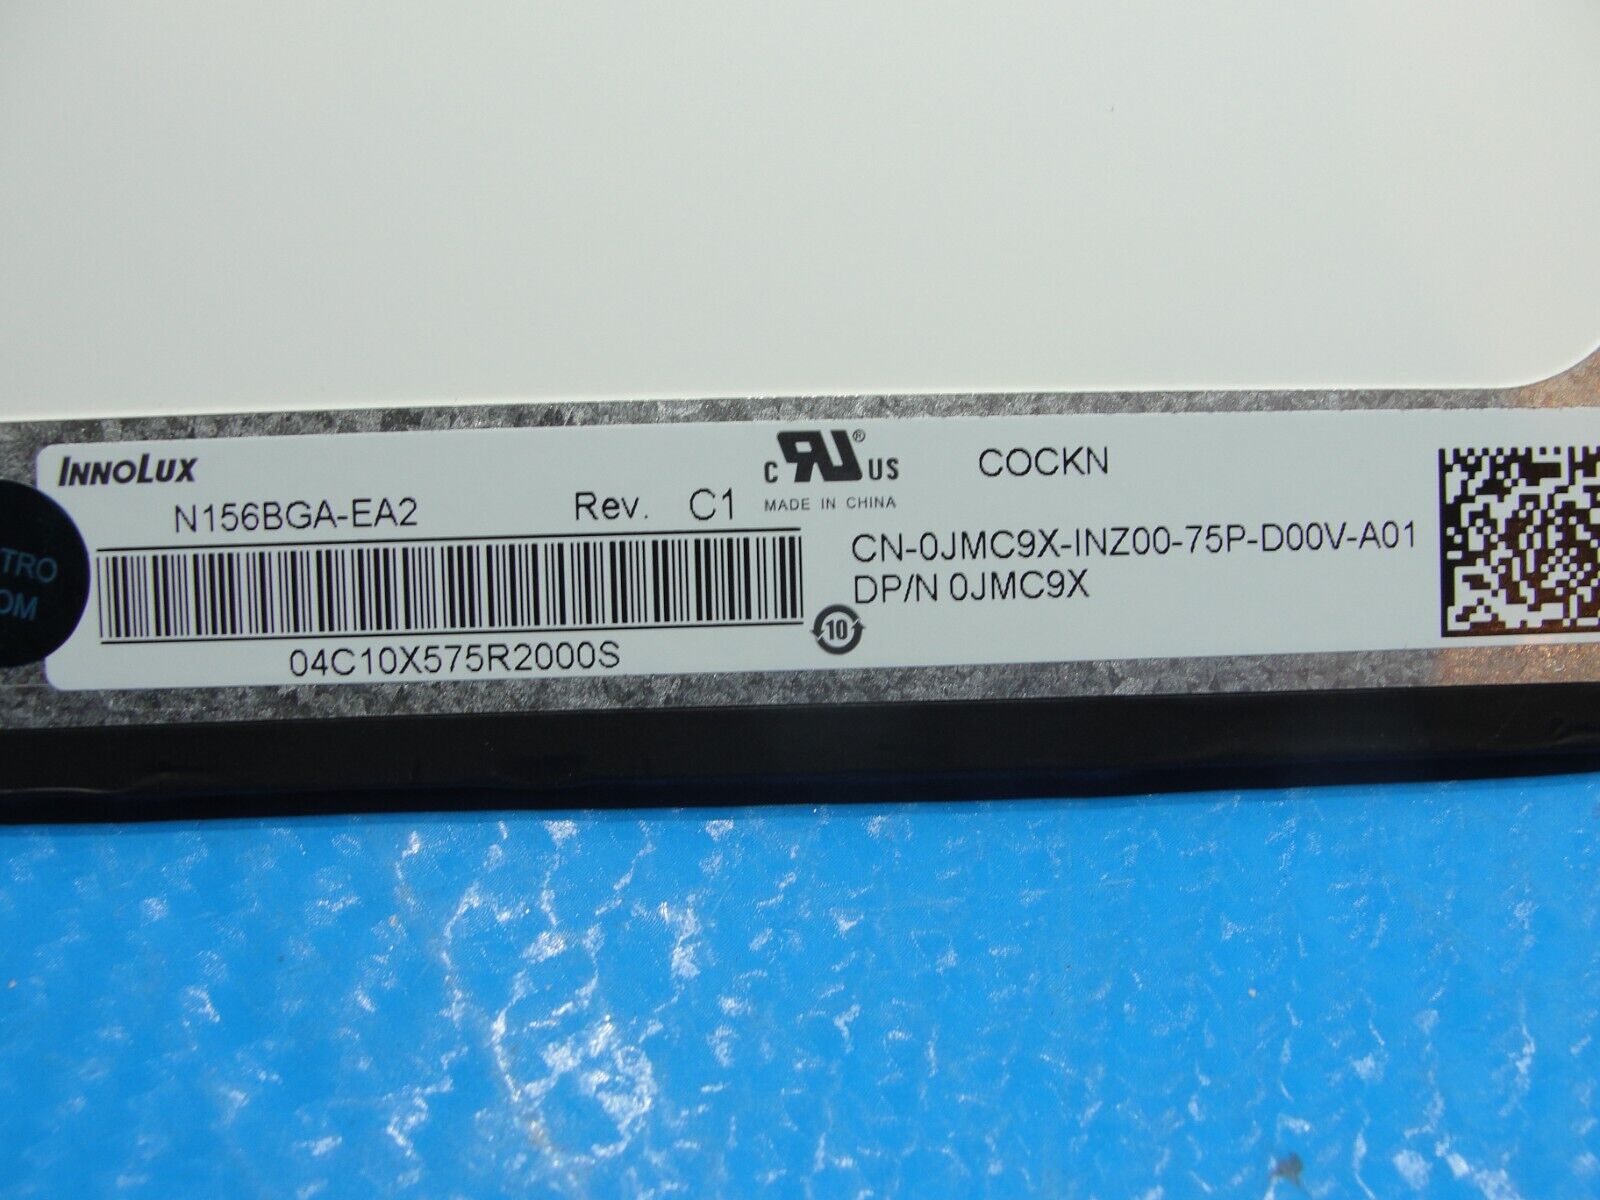 INNOLUX
N156BGA-EA2 Rev. C1
C RU ® US
MADE IN CHINA
COCKN
CN-0JMC9X-INZ00-75P-D00V-A01
DP/N 0JMC9X
10
04C10X575R2000S
TRO
OM